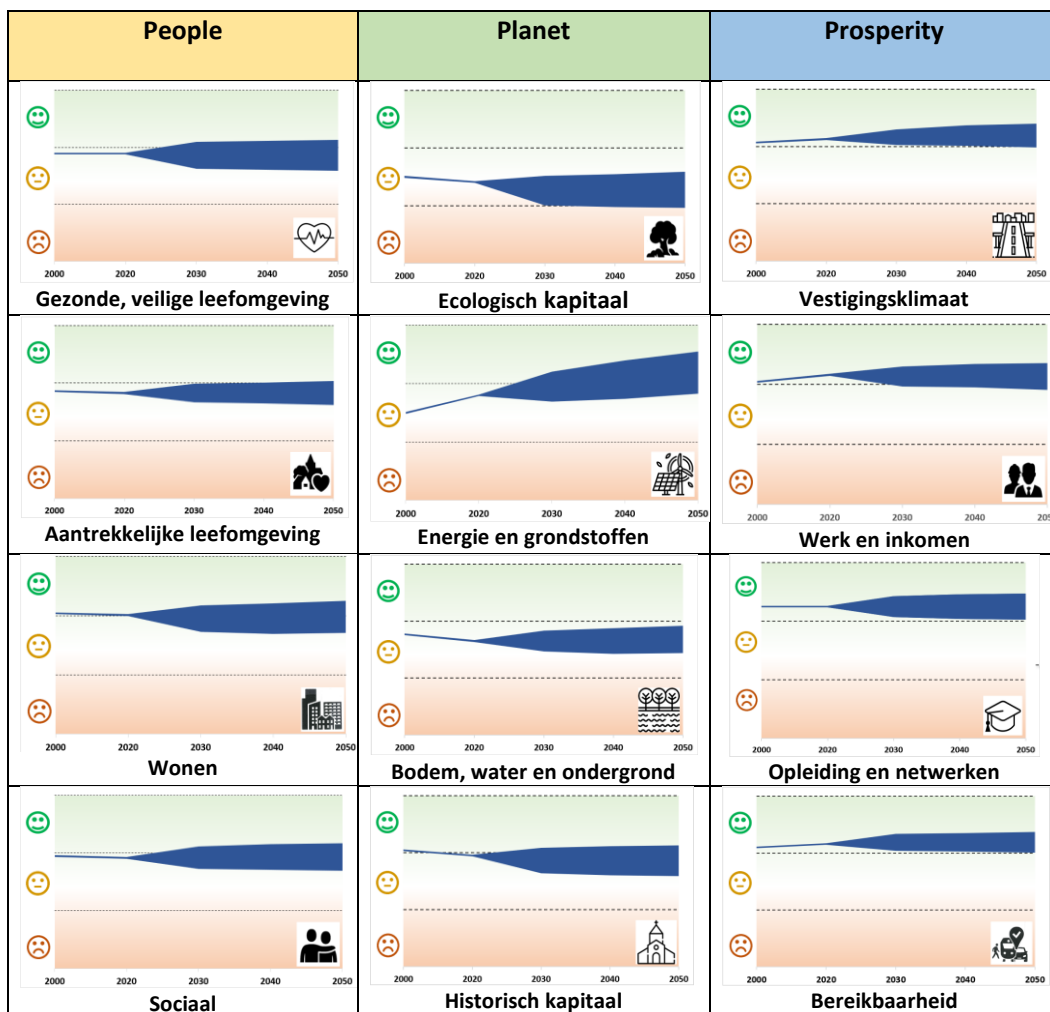 People Planet Prosperity
2000 2020 2030 2040 2050
Gezonde, veilige leefomgeving
2000 2020 2030 2040 2050
Ecologisch kapitaal
2000 2020 2030 2040 2050
Vestigingsklimaat
2000 2020 2030 2040 2050
Aantrekkelijke leefomgeving
2000 2020 2030 2040 2050
Energie en grondstoffen
2000 2020 2030 2040 2050
Werk en inkomen
2000 2020 2030 2040 2050
Wonen
2000 2020 2030 2040 2050
Bodem, water en ondergrond
2000 2020 2030 2040 2050
Opleiding en netwerken
2000 2020 2030 2040 2050
Sociaal
2000 2020 2030 2040 2050
Historisch kapitaal
2000 2020 2030 2040 2050
Bereikbaarheid